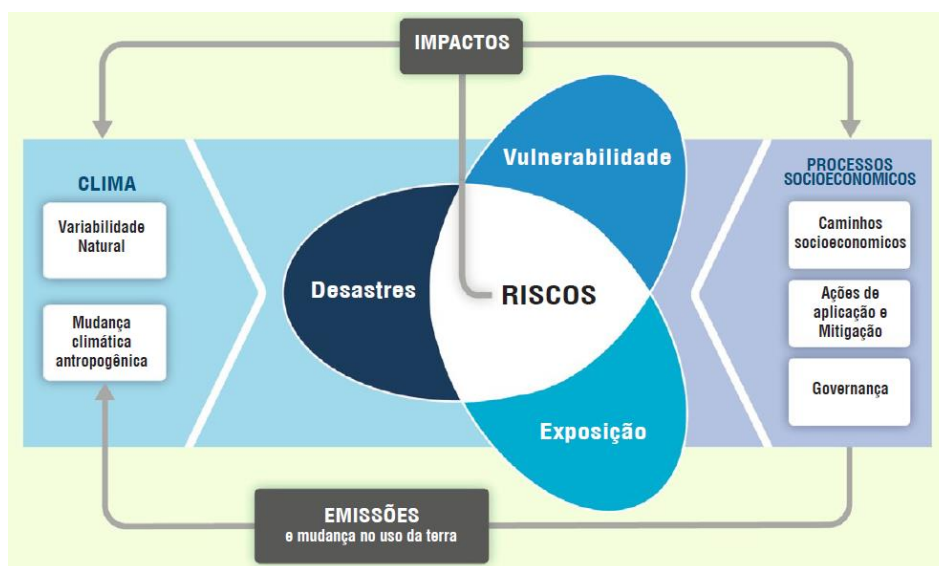 IMPACTOS
CLIMA
Variabilidade
Natural
Mudança
climática
antropogênica
Vulnerabilidade
Desastres
RISCOS
Exposição
PROCESSOS
SOCIOECONOMICOS
Caminhos
socioeconomicos
Ações de
aplicação e
Mitigação
Governança
EMISSÕES
e mudança no uso da terra